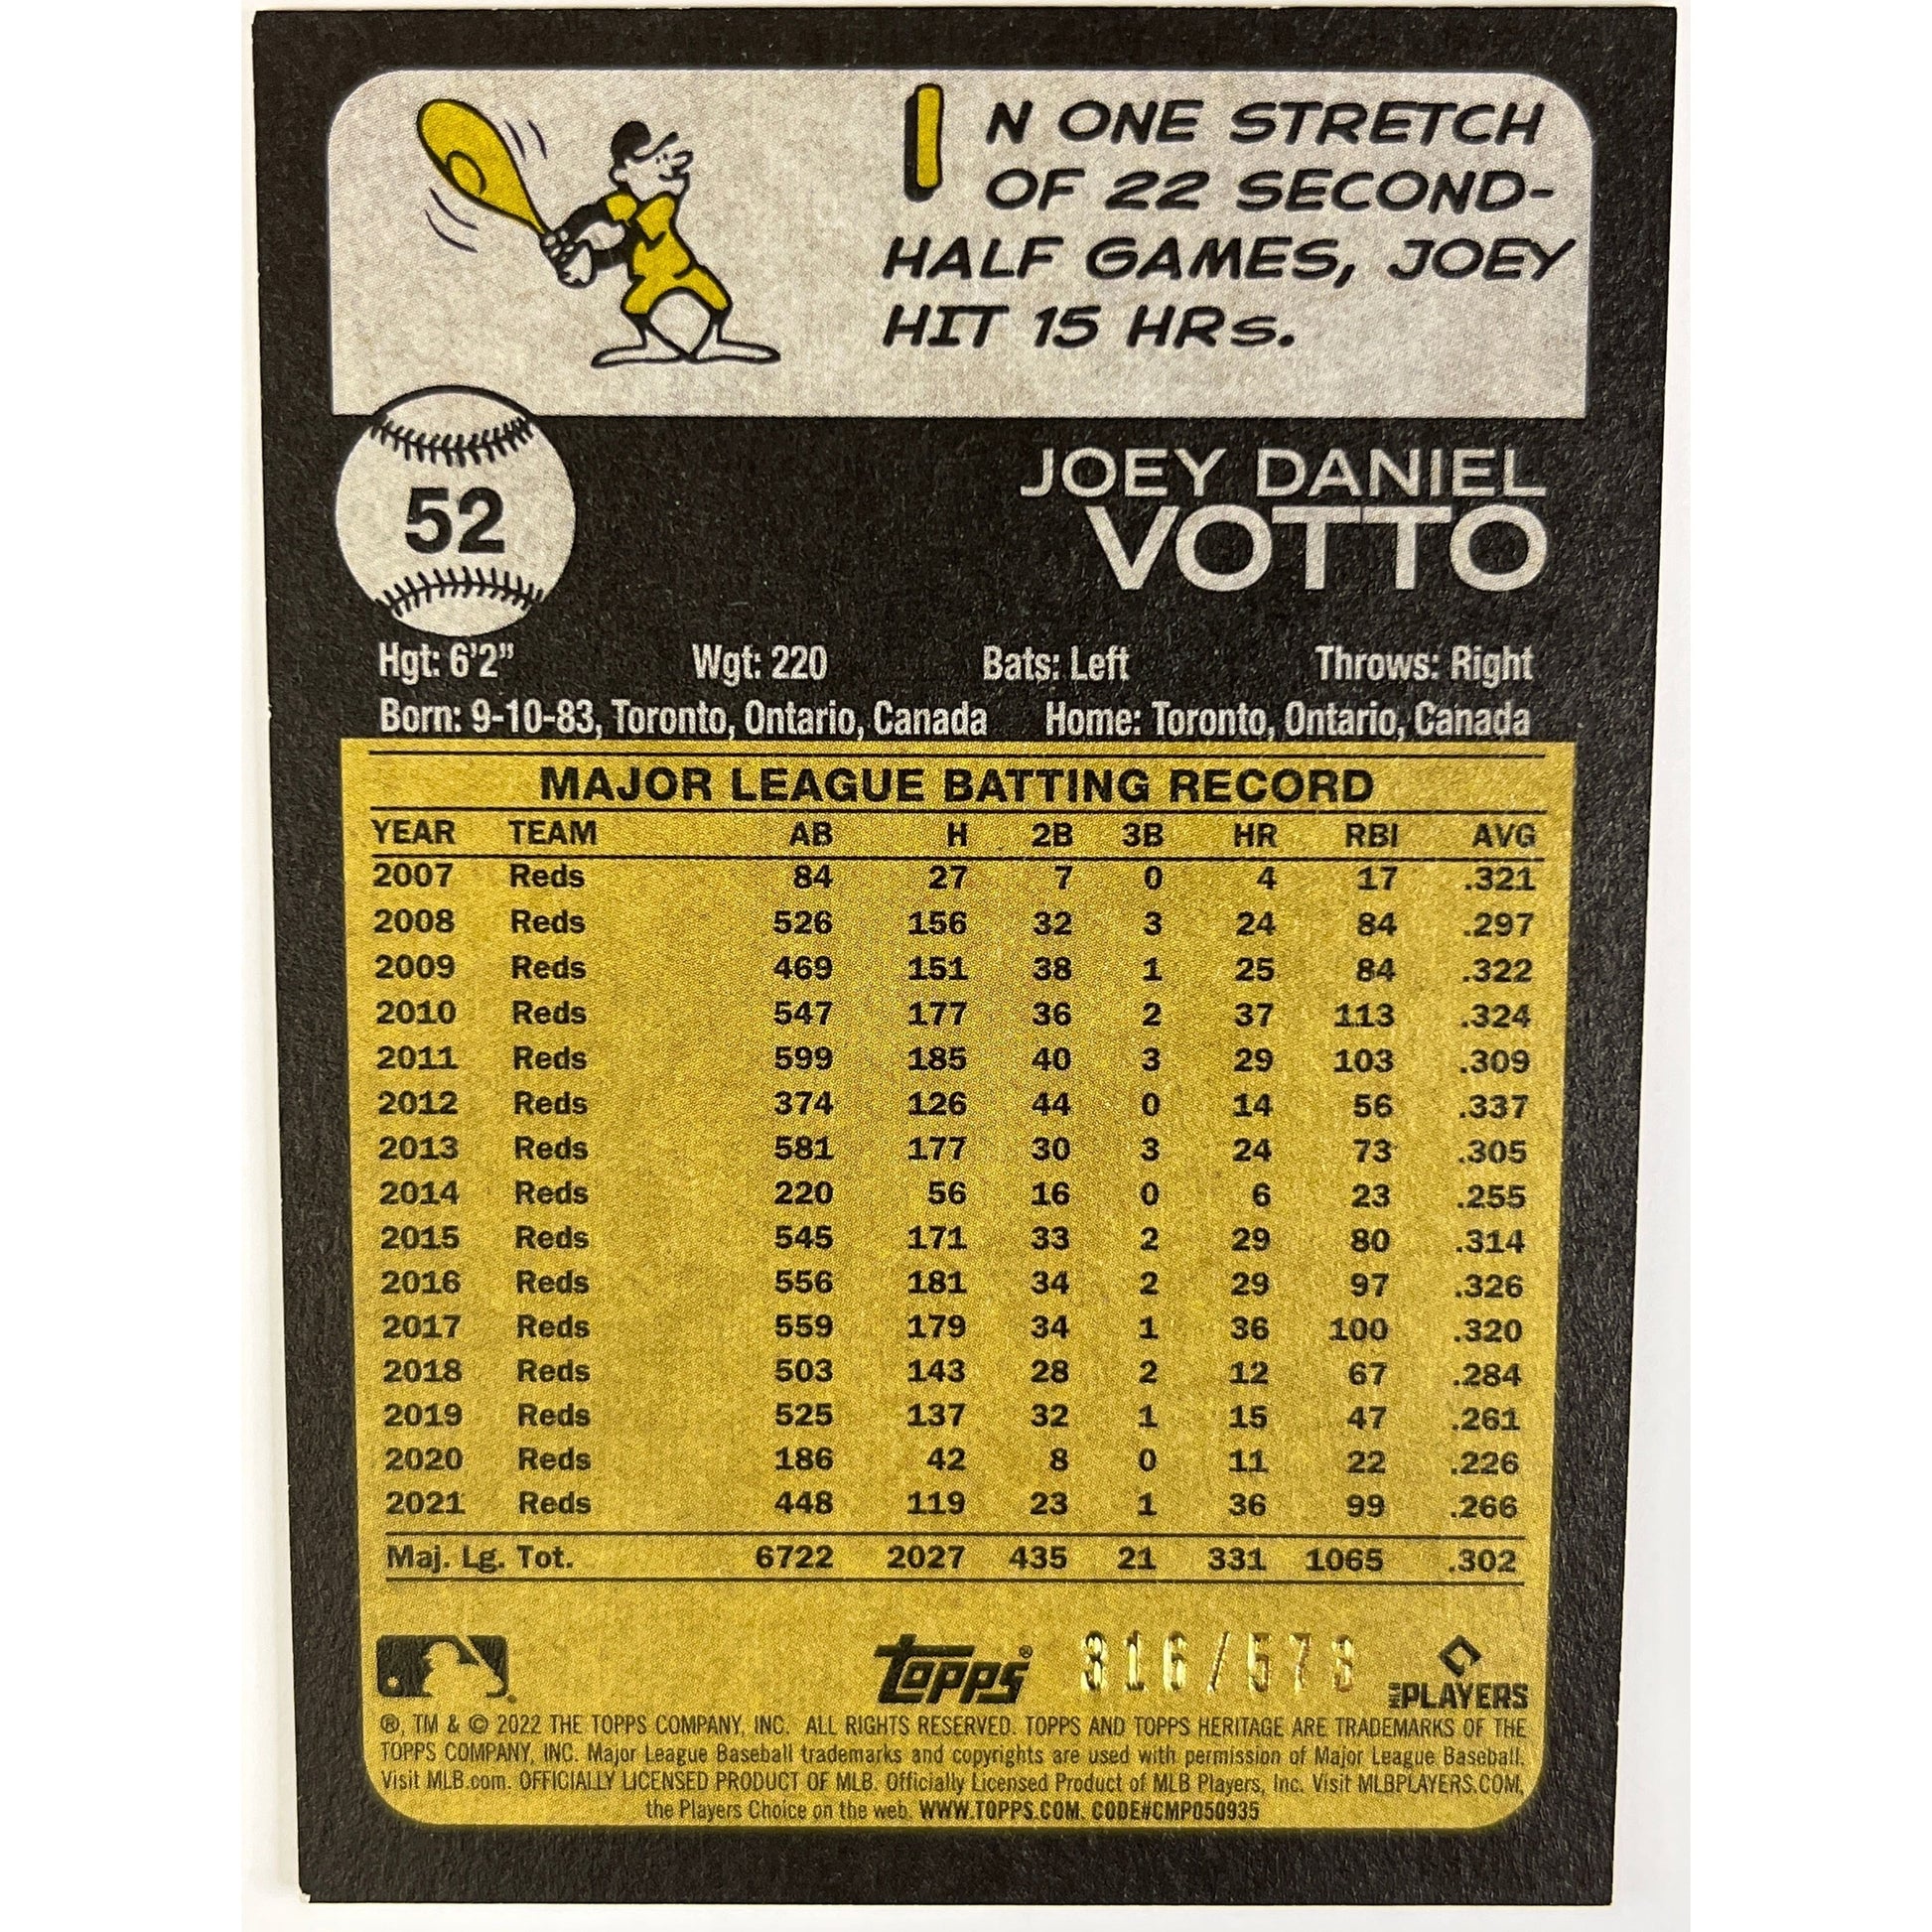 IN ONE STRETCH
OF 22 SECOND-
HALF GAMES, JOEY
HIT 15 HRs.
52
JOEY DANIEL
VOTTO
Hgt: 6'2" Wgt: 220 Bats: Left Throws: Right
Born: 9-10-83, Toronto, Ontario, Canada Home: Toronto, Ontario, Canada
MAJOR LEAGUE BATTING RECORD
YEAR TEAM AB H 2B 3B HR RBI AVG
2007 Reds 84 27 7 0 4 17 .321
2008 Reds 526 156 32 3 24 84 .297
2009 Reds 469 151 38 1 25 84 .322
2010 Reds 547 177 36 2 37 113 .324
2011 Reds 599 185 40 3 29 103 .309
2012 Reds 374 126 44 0 14 56 .337
2013 Reds 581 177 30 3 24 73 .305
2014 Reds 220 56 16 0 6 23 .255
2015 Reds 545 171 33 2 29 80 .314
2016 Reds 556 181 34 2 29 97 .326
2017 Reds 559 179 34 1 36 100 .320
2018 Reds 503 143 28 2 12 67 .284
2019 Reds 525 137 32 1 15 47 .261
2020 Reds 186 42 8 0 11 22 .226
2021 Reds 448 119 23 1 36 99 .266
Maj. Lg. Tot. 6722 2027 435 21 331 1065 .302
Topps® 316/573 MLB PLAYERS
®, TM & © 2022 THE TOPPS COMPANY, INC. ALL RIGHTS RESERVED. TOPPS AND TOPPS HERITAGE ARE TRADEMARKS OF THE
TOPPS COMPANY, INC. Major League Baseball trademarks and copyrights are used with permission of Major League Baseball.
Visit MLB.com. OFFICIALLY LICENSED PRODUCT OF MLB. Officially Licensed Product of MLB Players, Inc. Visit MLBPLAYERS.COM,
the Players Choice on the web. WWW.TOPPS.COM. CODE#CMP050935